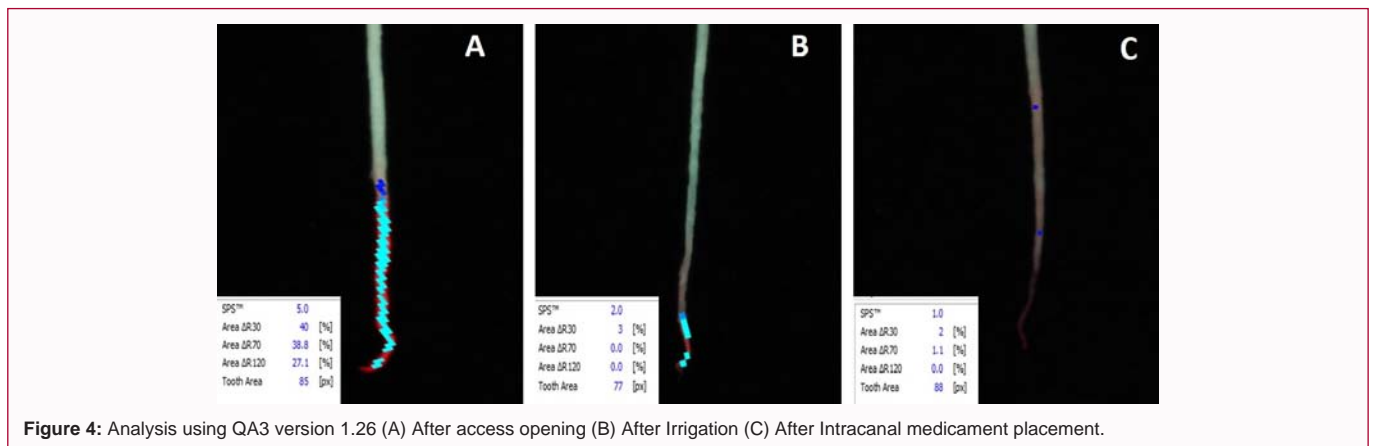 A
SPS™ 5.0
Area ΔR30 40 [%]
Area ΔR70 38.8 [%]
Area ΔR120 27.1 [%]
Tooth Area 85 [px]
B
SPS™ 2.0
Area ΔR30 3 [%]
Area ΔR70 0.0 [%]
Area ΔR120 0.0 [%]
Tooth Area 77 [px]
C
SPS™ 1.0
Area ΔR30 2 [%]
Area ΔR70 1.1 [%]
Area ΔR120 0.0 [%]
Tooth Area 88 [px]
Figure 4: Analysis using QA3 version 1.26 (A) After access opening (B) After Irrigation (C) After Intracanal medicament placement.